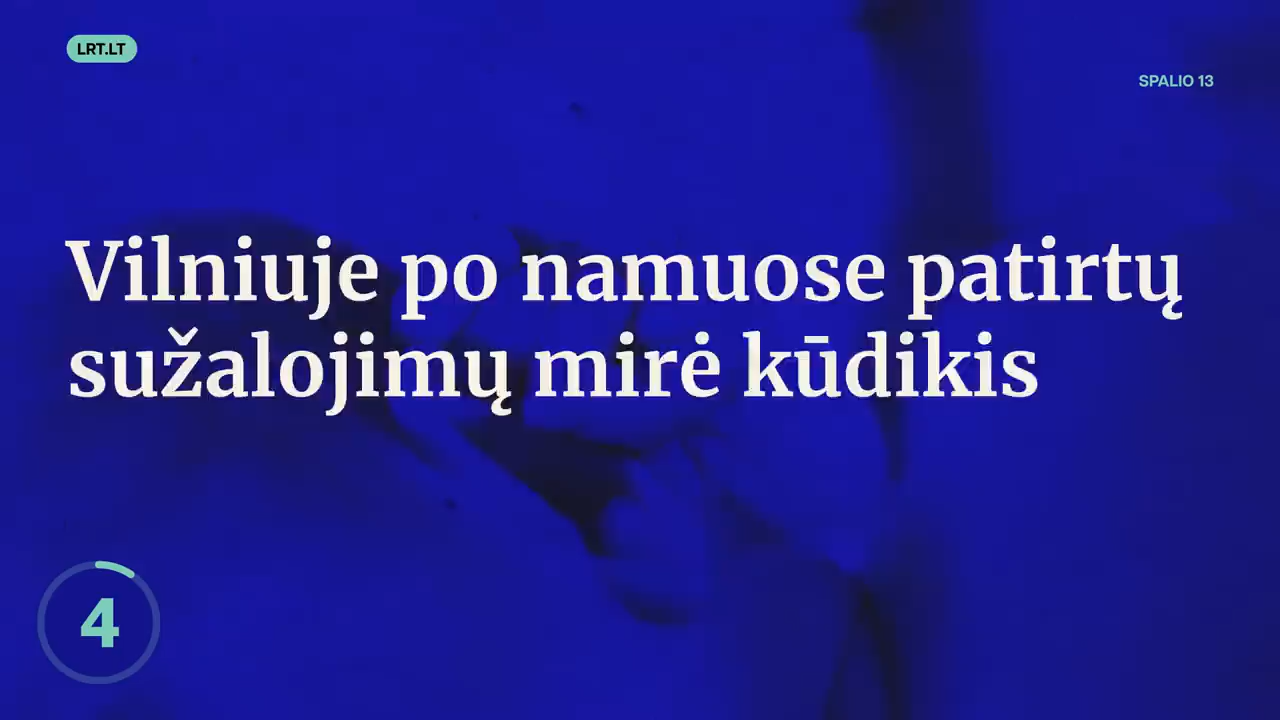 LRT.LT
SPALIO 13
Vilniuje po namuose patirtų
sužalojimų mirė kūdikis
4